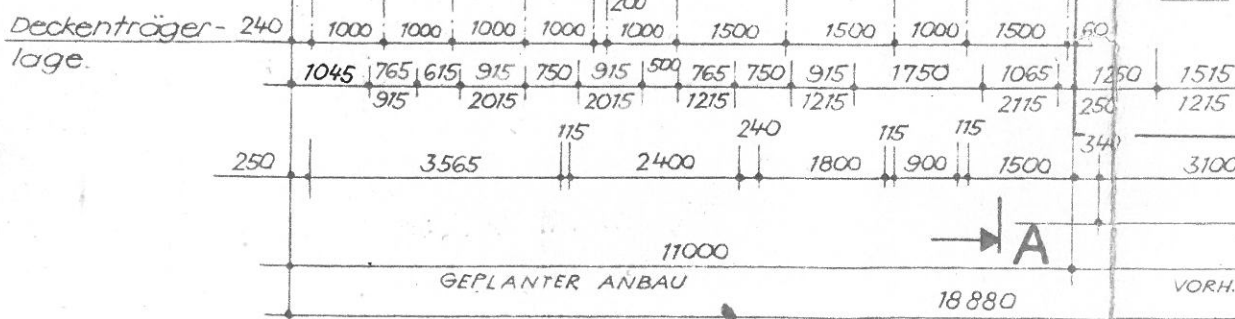 200
Deckenträger- 240 1000 1000 1000 1000 1000 1500 1500 1000 1500 60
lage.
1045 765 615 915 750 915 500 765 750 915 1750 1065 1250 1515
915 2015 2015 1215 1215 2115 250 1215
115 240 115 115 340
250 3565 2400 1800 900 1500 3100
A
11000
GEPLANTER ANBAU VORH.
18880